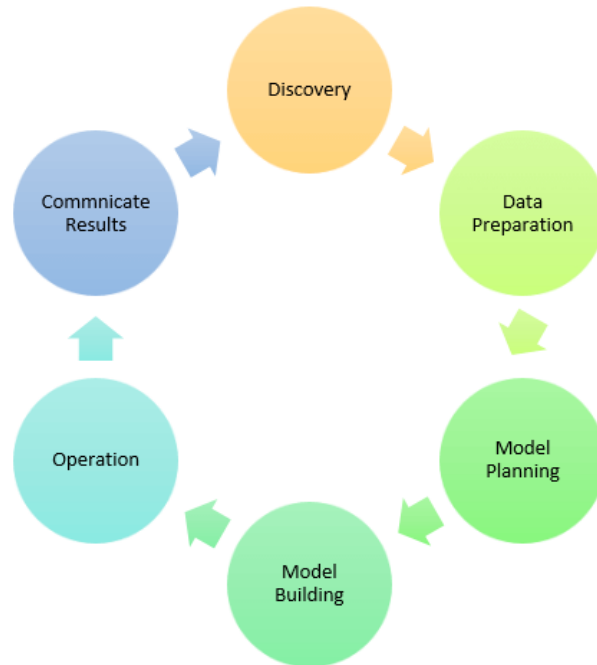 Discovery
Data
Preparation
Model
Planning
Model
Building
Operation
Commnicate
Results